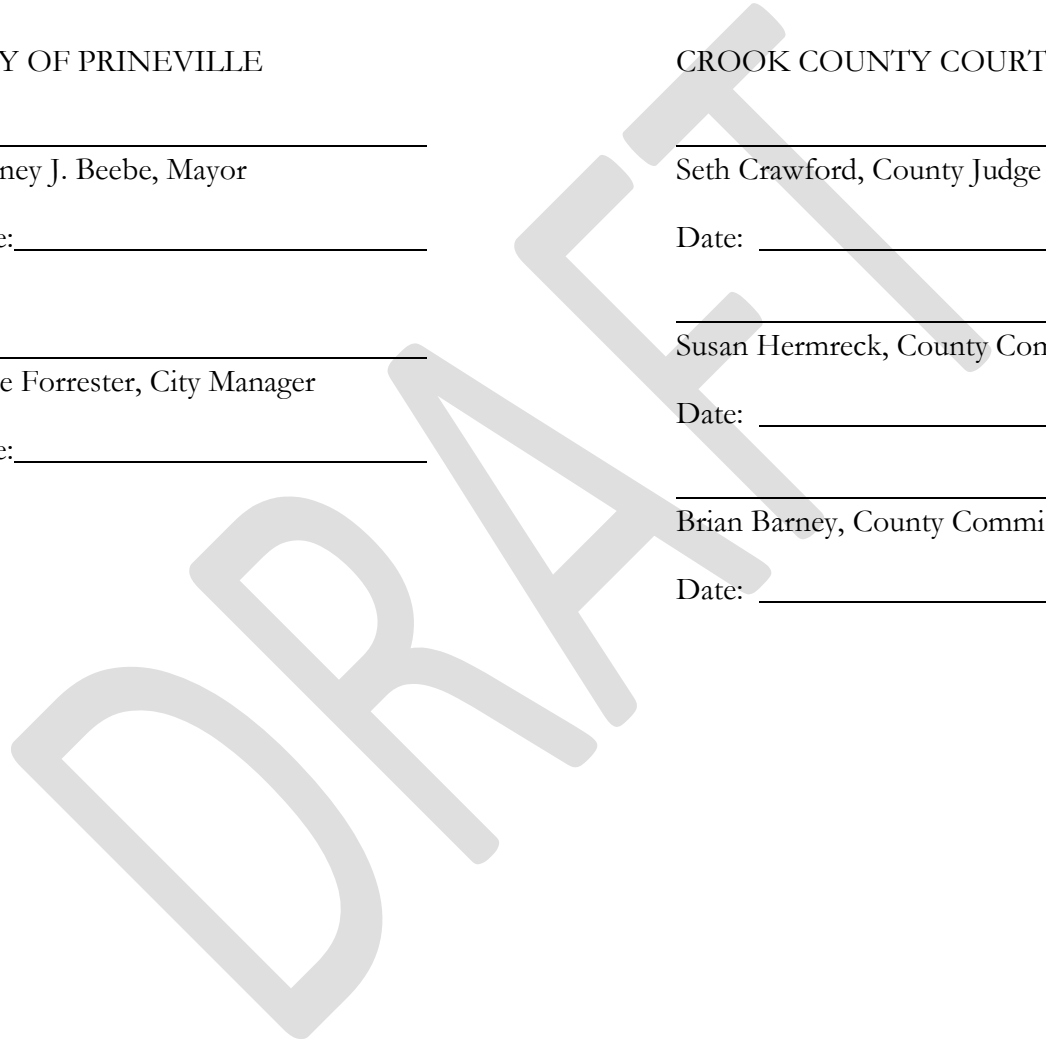 Y OF PRINEVILLE
ney J. Beebe, Mayor
e:
e Forrester, City Manager
e:
CROOK COUNTY COURT
Seth Crawford, County Judge
Date:
Susan Hermreck, County Com
Date:
Brian Barney, County Commi
Date:
DRAFT